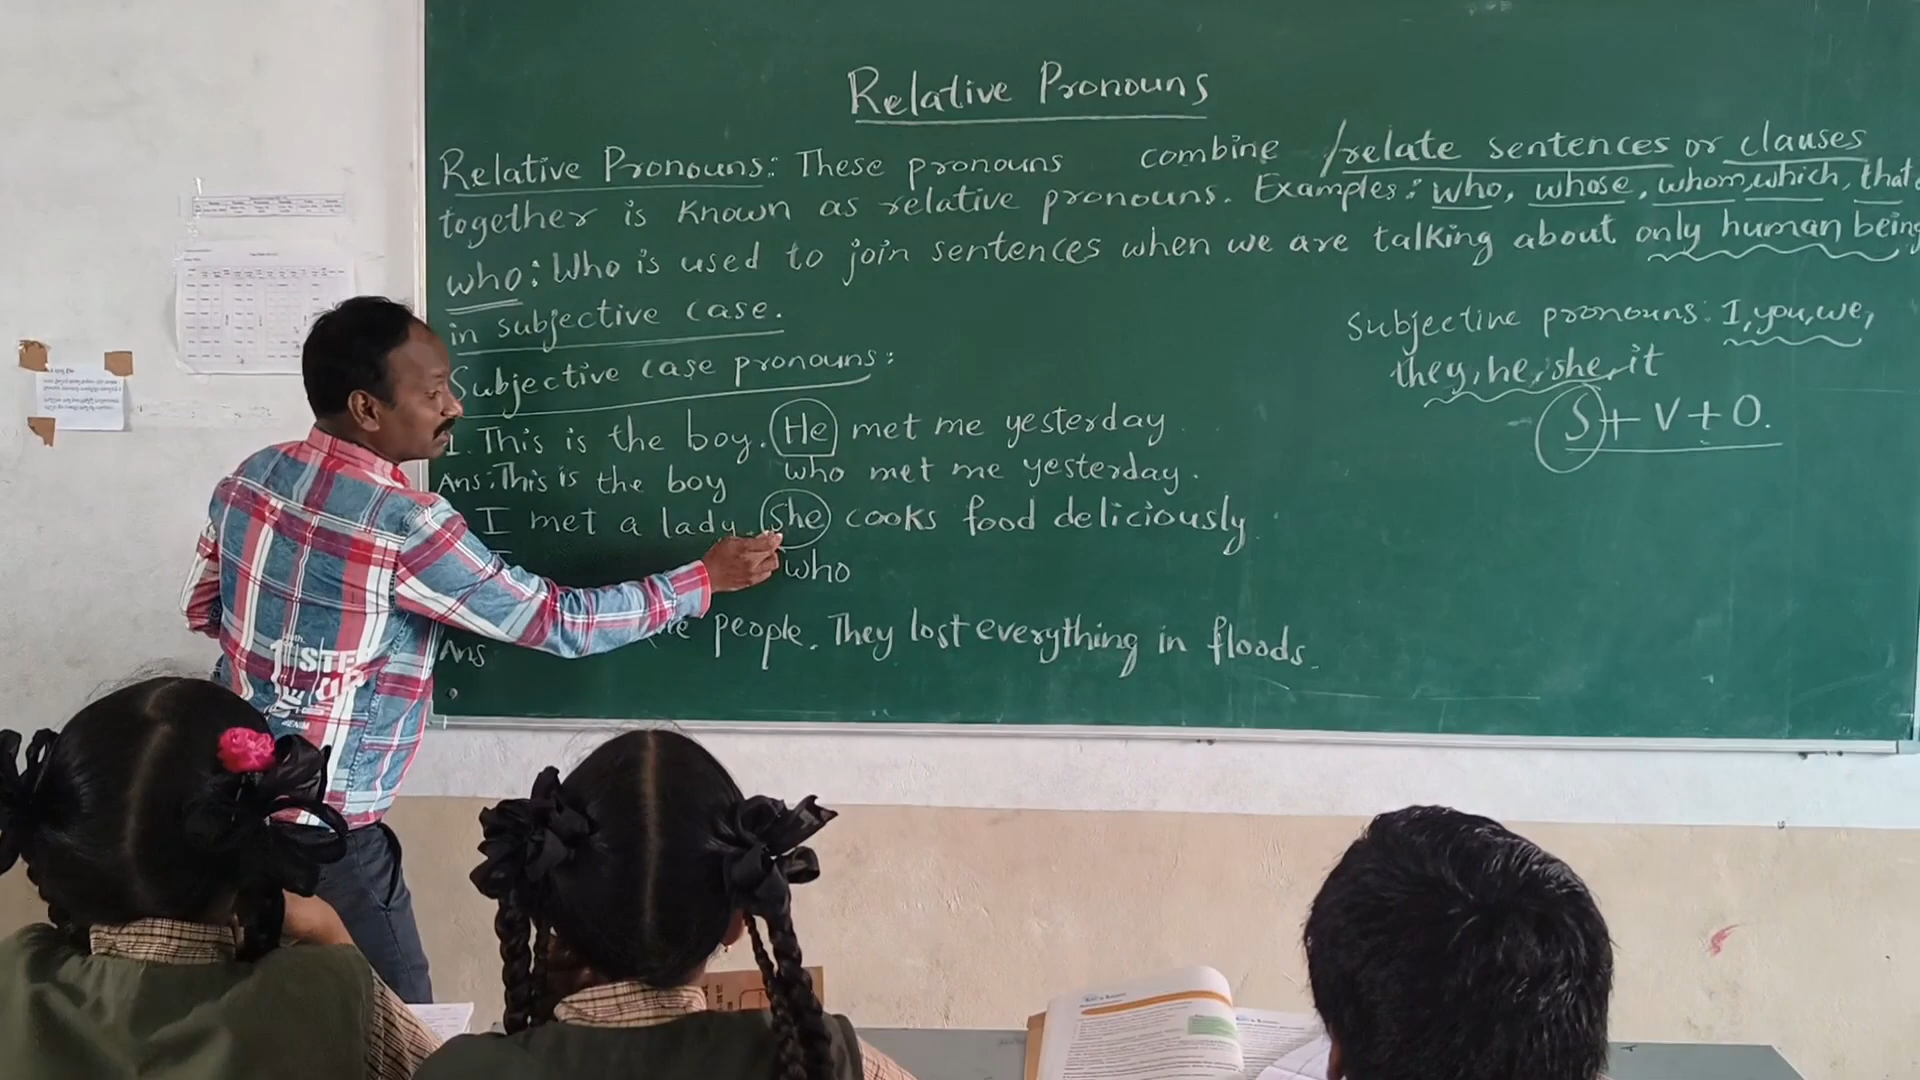 Relative Pronouns
Relative Pronouns: These pronouns combine /relate sentences or clauses
together is known as relative pronouns. Examples: who, whose, whom, which, that
who: Who is used to join sentences when we are talking about only human being
in subjective case.
Subjective pronouns: I, you, we,
they, he, she, it
S + V + O.
Subjective case pronouns:
1. This is the boy. He met me yesterday
Ans: This is the boy who met me yesterday.
I met a lady. She cooks food deliciously
who
people. They lost everything in floods.
Ans
STEP
UP